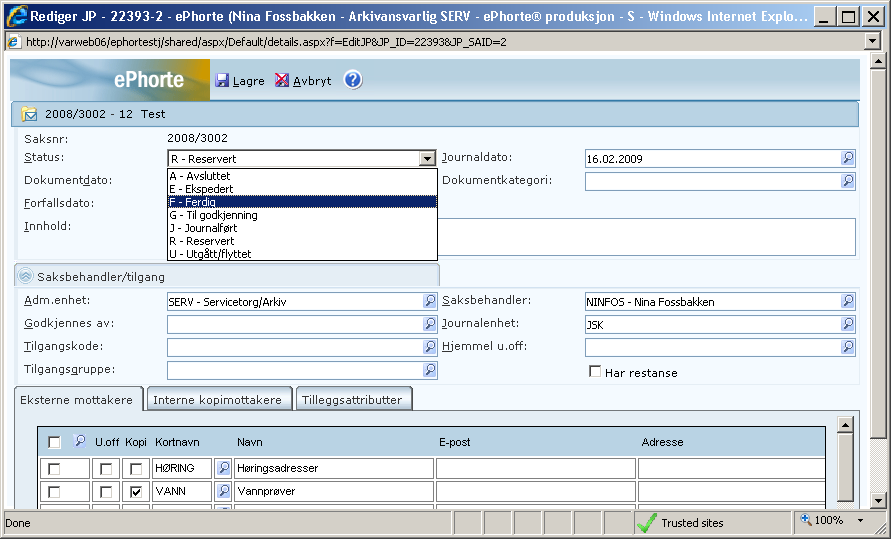 Rediger JP - 22393-2 - ePhorte (Nina Fossbakken - Arkivansvarlig SERV - ePhorte® produksjon - S - Windows Internet Explo...
http://varweb06/ephortestj/shared/aspx/Default/details.aspx?f=EditJP&JP_ID=22393&JP_SAID=2
ePhorte Lagre Avbryt ?
2008/3002 - 12 Test
Saksnr: 2008/3002
Status: R - Reservert Journaldato: 16.02.2009
A - Avsluttet
Dokumentdato: Dokumentkategori:
E - Ekspedert
F - Ferdig
Forfallsdato:
G - Til godkjenning
Innhold:
J - Journalført
R - Reservert
U - Utgått/flyttet
Saksbehandler/tilgang
Adm.enhet: SERV - Servicetorg/Arkiv Saksbehandler: NINFOS - Nina Fossbakken
Godkjennes av: Journalenhet: JSK
Tilgangskode: Hjemmel u.off:
Tilgangsgruppe: Har restanse
Eksterne mottakere Interne kopimottakere Tilleggsattributter
U.off Kopi Kortnavn Navn E-post Adresse
HØRING Høringsadresser
VANN Vannprøver
Done Trusted sites 100%